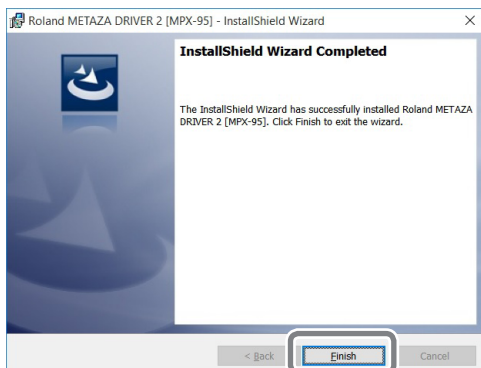 Roland METAZA DRIVER 2 [MPX-95] - InstallShield Wizard
InstallShield Wizard Completed
The InstallShield Wizard has successfully installed Roland METAZA
DRIVER 2 [MPX-95]. Click Finish to exit the wizard.
< Back Finish Cancel